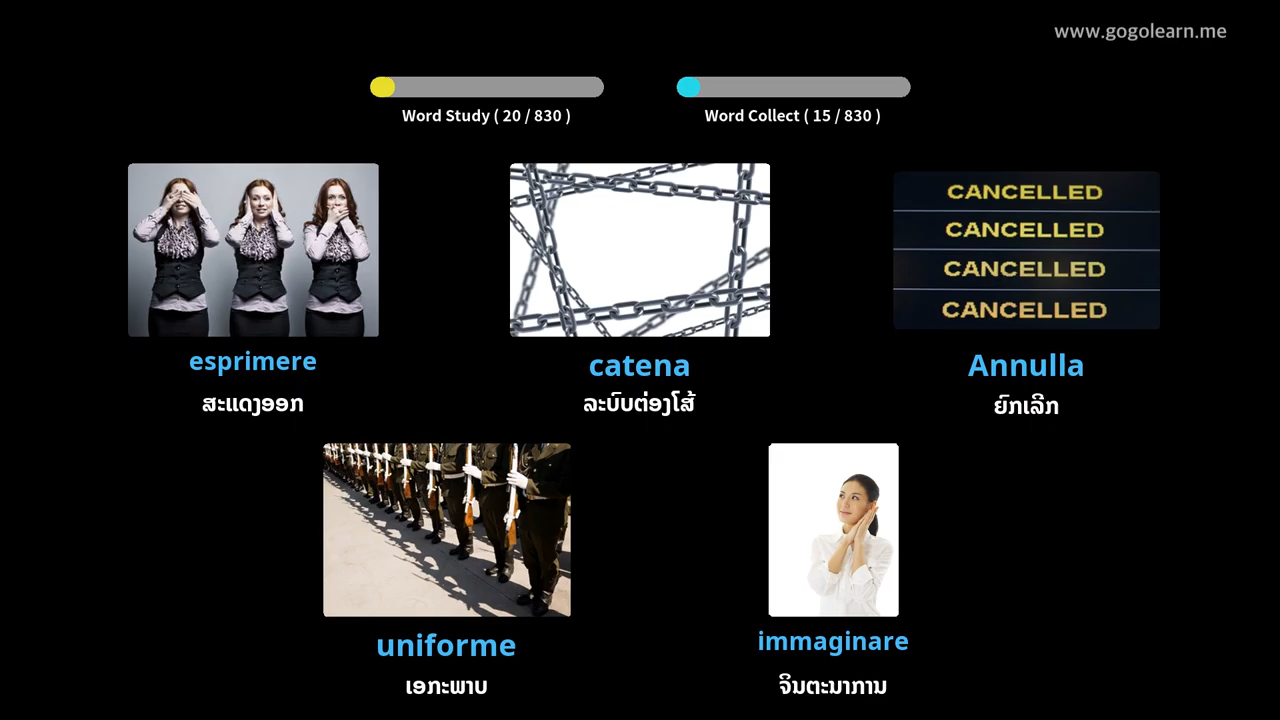 www.gogolearn.me
Word Study ( 20 / 830 )
Word Collect ( 15 / 830 )
CANCELLED
CANCELLED
CANCELLED
CANCELLED
esprimere
catena
Annulla
ສະແດງອອກ
ລະບົບຕ່ອງໂສ້
ຍົກເລີກ
uniforme
immaginare
ເອກະພາບ
ຈິນຕະນາການ